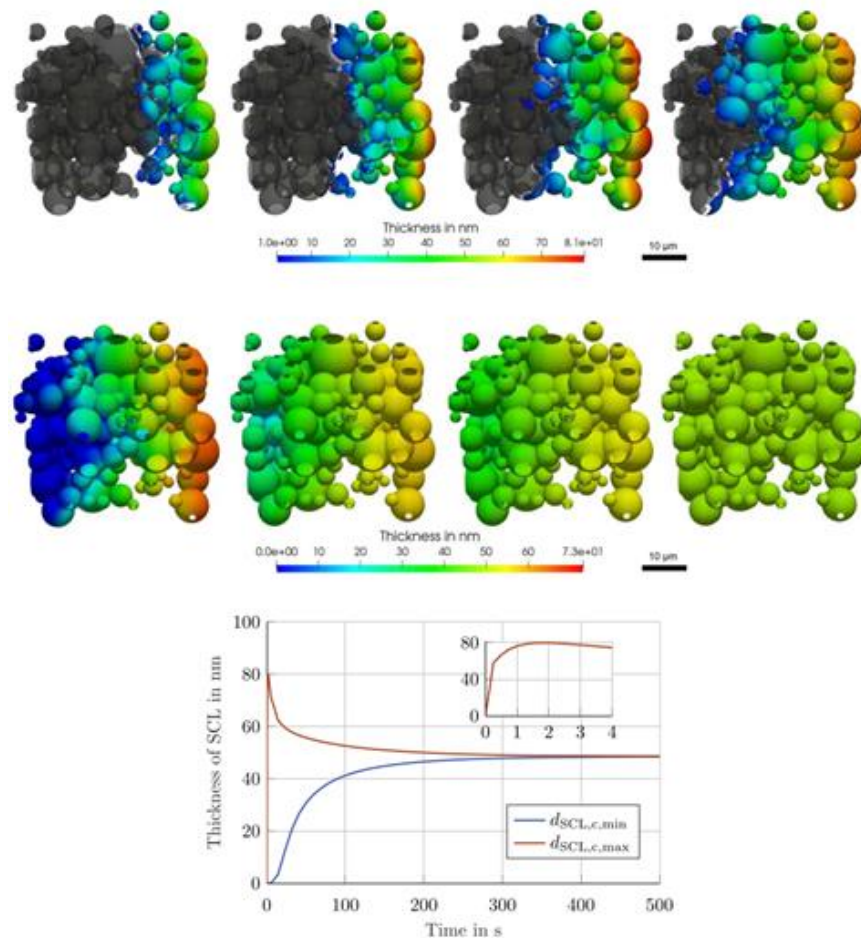 Thickness in nm
1.0e+00 10 20 30 40 50 60 70 8.1e+01
10 µm
Thickness in nm
0.0e+00 10 20 30 40 50 60 7.3e+01
10 µm
100
80
60
40
20
0
Thickness of SCL in nm
80
40
0
0 1 2 3 4
d_SCL,c,min
d_SCL,c,max
0 100 200 300 400 500
Time in s